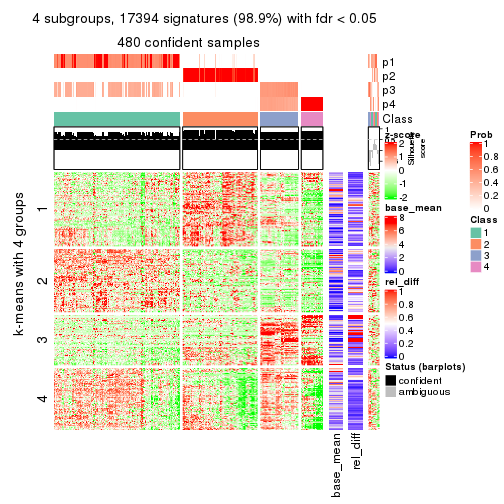 4 subgroups, 17394 signatures (98.9%) with fdr < 0.05
480 confident samples
p1
p2
p3
p4
Class
1
Silhouette
score
z-score
2
1
0
-1
-2
base_mean
8
6
4
2
0
rel_diff
1
0.8
0.6
0.4
0.2
0
Status (barplots)
confident
ambiguous
Prob
1
0.8
0.6
0.4
0.2
0
Class
1
2
3
4
k-means with 4 groups
1
2
3
4
base_mean
rel_diff